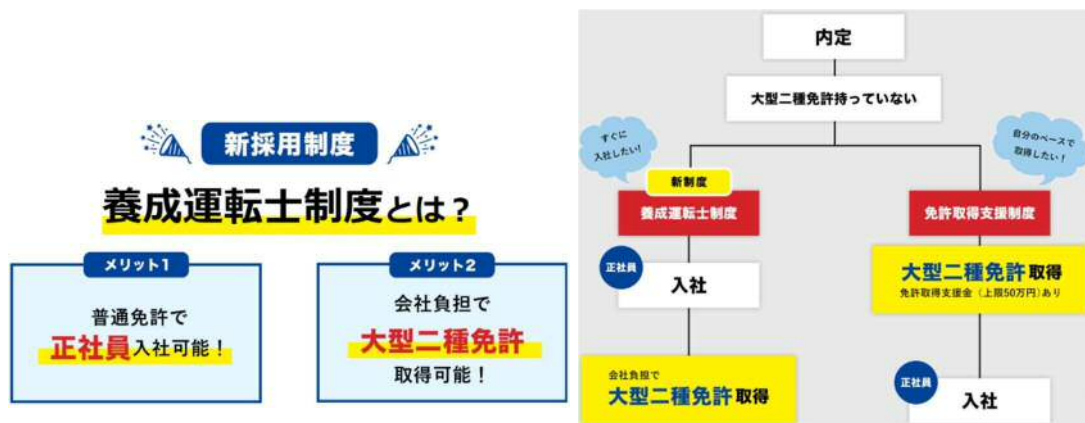 新採用制度
養成運転士制度とは?
メリット1
普通免許で
正社員入社可能!
メリット2
会社負担で
大型二種免許
取得可能!
内定
大型二種免許持っていない
すぐに
入社したい!
自分のペースで
取得したい!
新制度
養成運転士制度
免許取得支援制度
正社員
入社
大型二種免許 取得
免許取得支援金(上限50万円)あり
会社負担で
大型二種免許 取得
正社員
入社